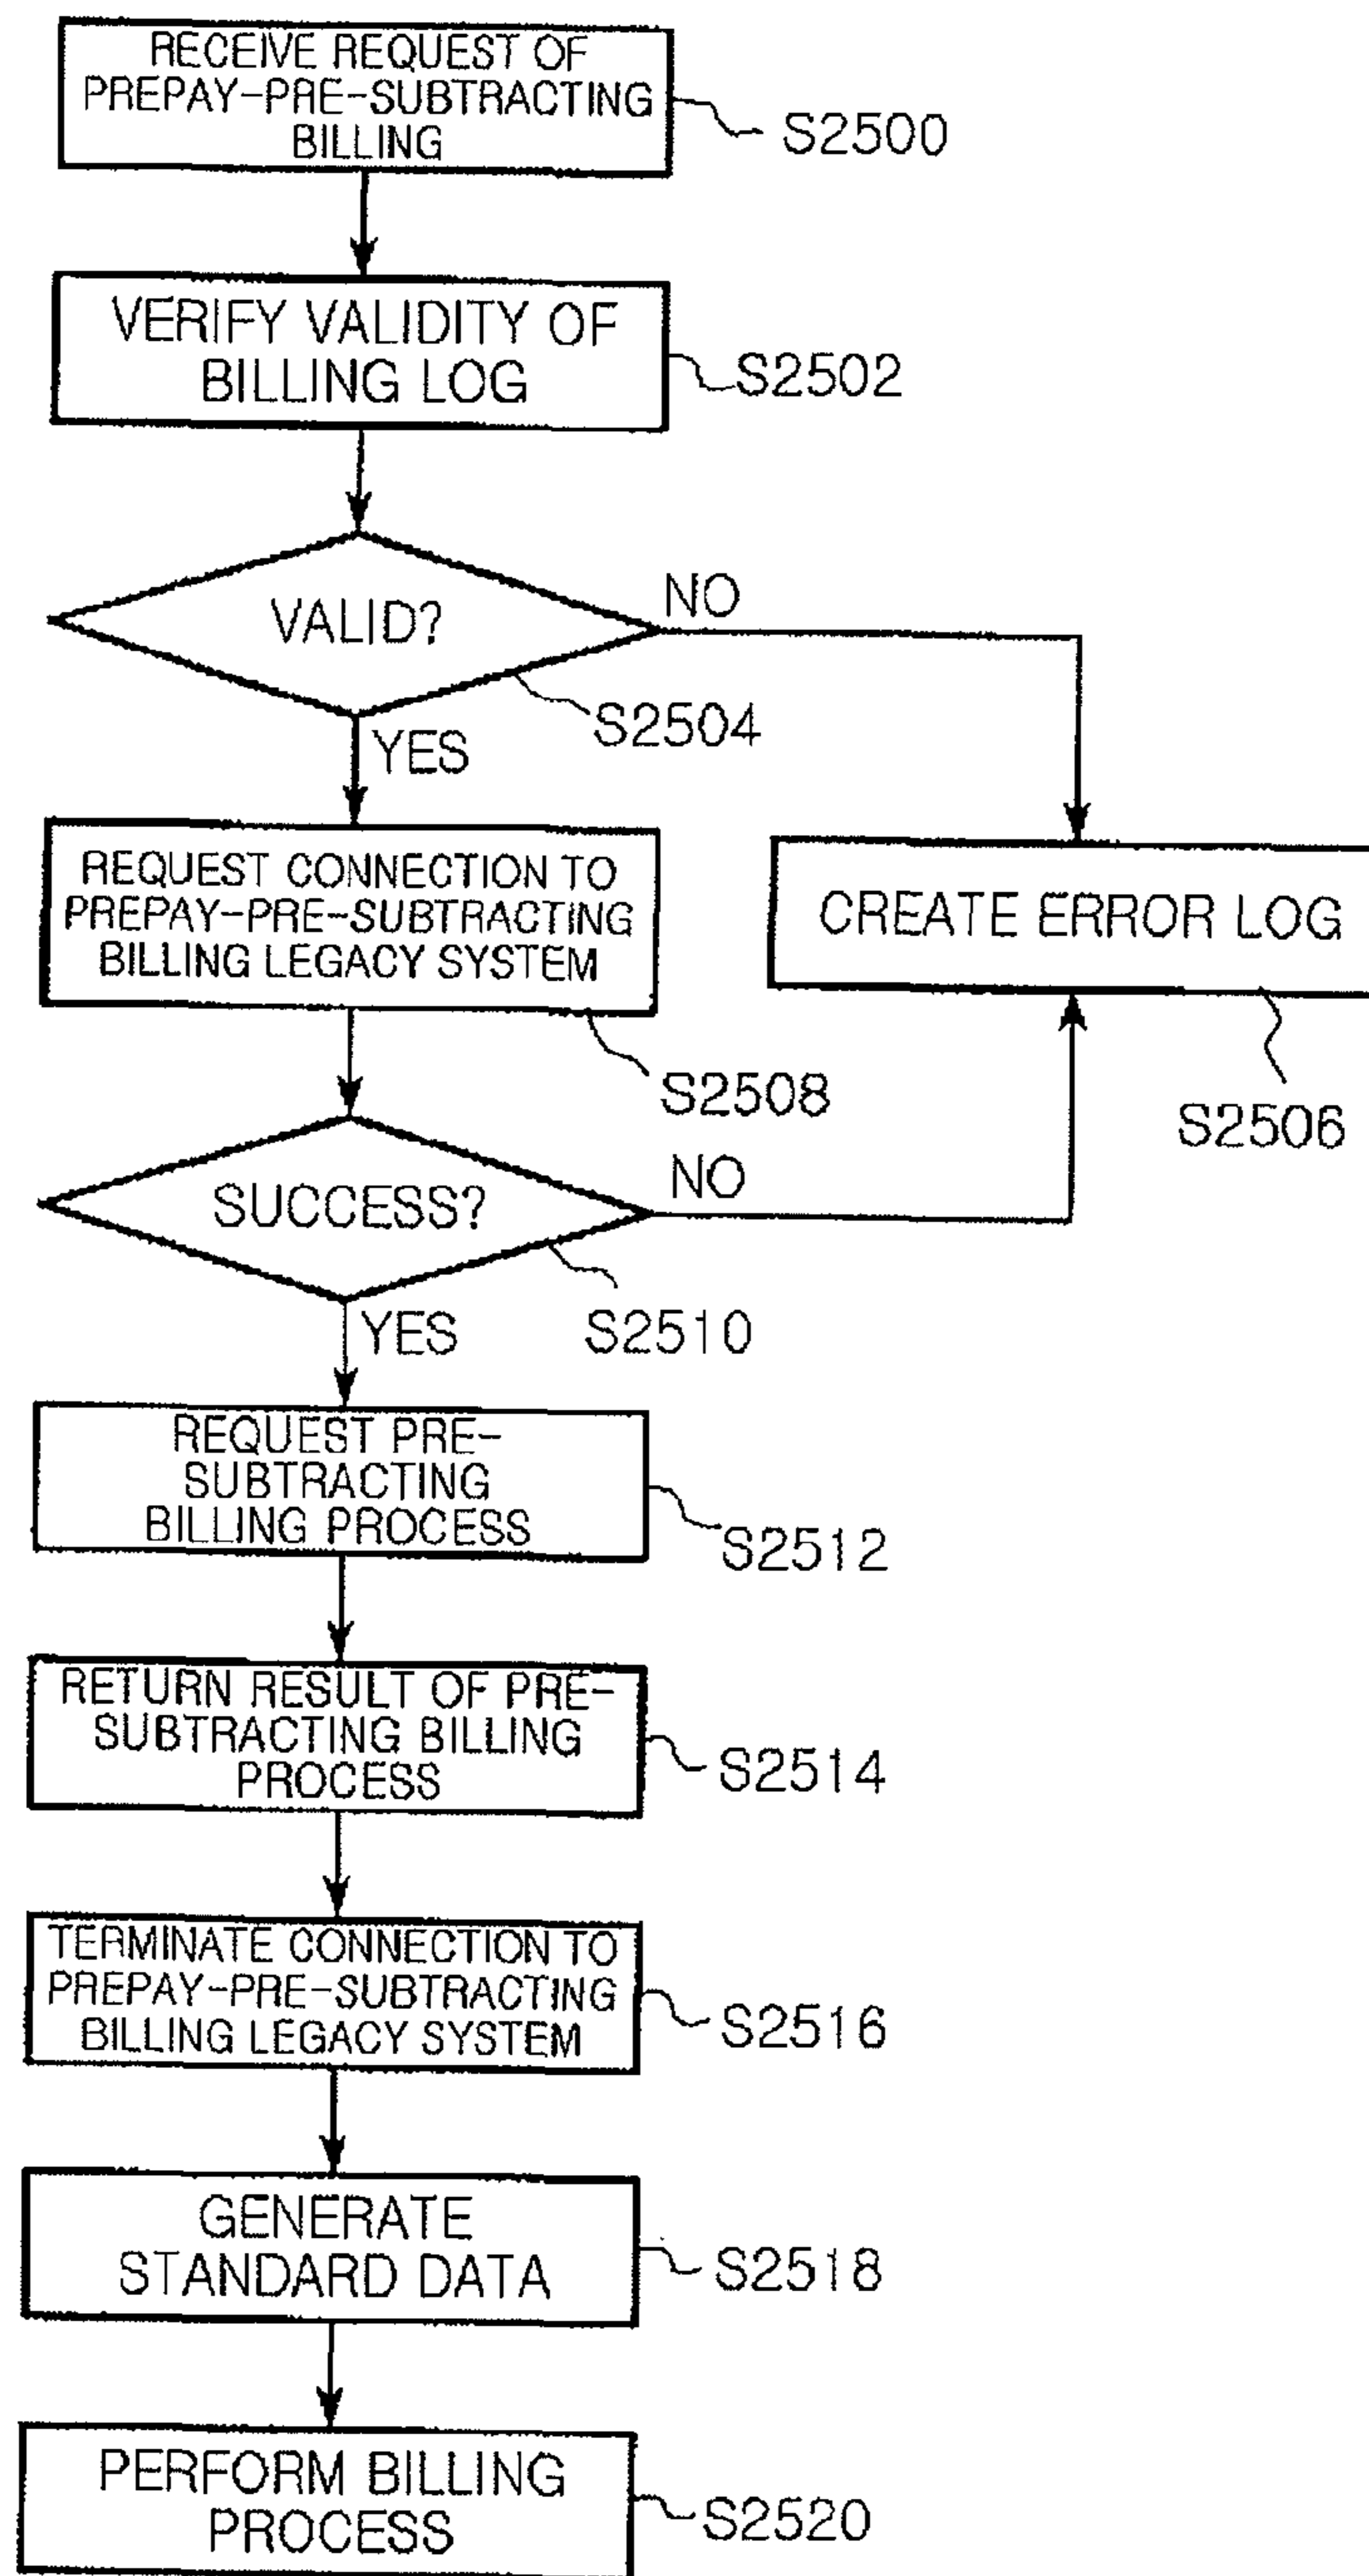 RECEIVE REQUEST OF
PREPAY-PRE-SUBTRACTING
BILLING
S2500
VERIFY VALIDITY OF
BILLING LOG
S2502
VALID?
NO
S2504
YES
REQUEST CONNECTION TO
PREPAY-PRE-SUBTRACTING
BILLING LEGACY SYSTEM
CREATE ERROR LOG
S2508
S2506
SUCCESS?
NO
S2510
YES
REQUEST PRE-
SUBTRACTING
BILLING PROCESS
S2512
RETURN RESULT OF PRE-
SUBTRACTING BILLING
PROCESS
S2514
TERMINATE CONNECTION TO
PREPAY-PRE-SUBTRACTING
BILLING LEGACY SYSTEM
S2516
GENERATE
STANDARD DATA
S2518
PERFORM BILLING
PROCESS
S2520